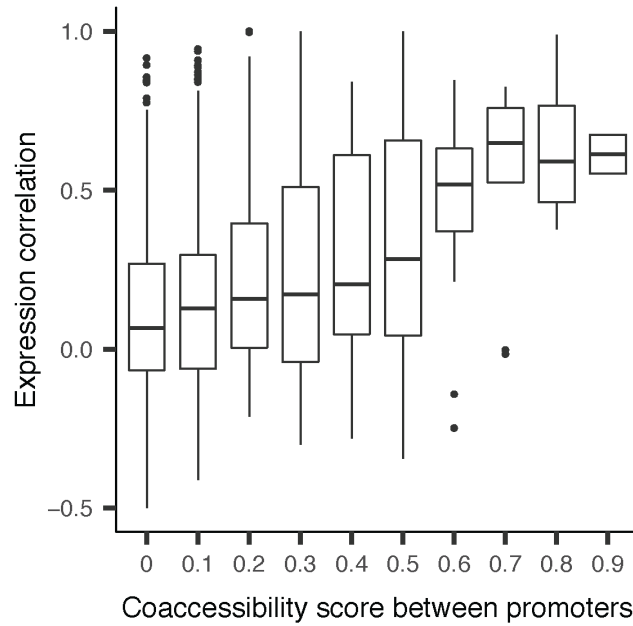 Expression correlation
1.0
0.5
0.0
−0.5
0 0.1 0.2 0.3 0.4 0.5 0.6 0.7 0.8 0.9
Coaccessibility score between promoters